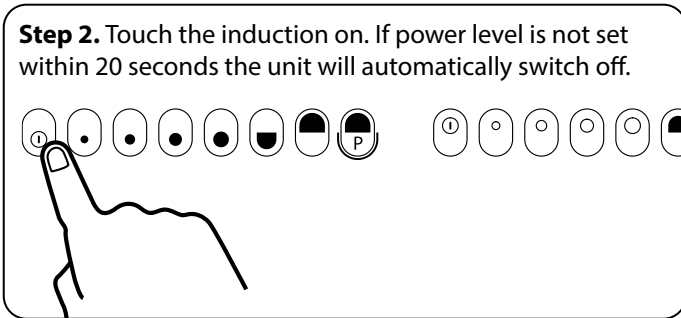 Step 2. Touch the induction on. If power level is not set
within 20 seconds the unit will automatically switch off.
P